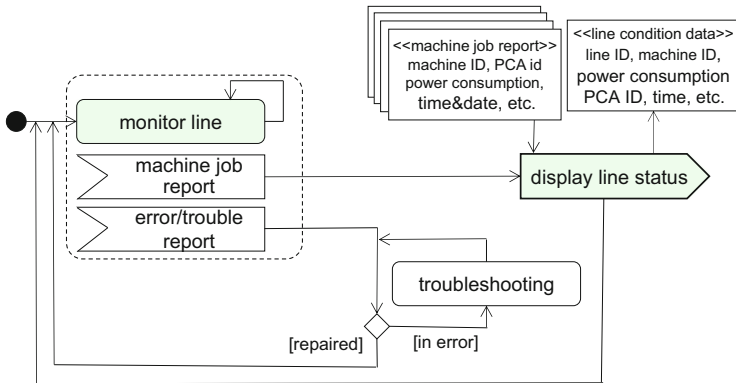 <<machine job report>>
machine ID, PCA id
power consumption,
time&date, etc.
<<line condition data>>
line ID, machine ID,
power consumption
PCA ID, time, etc.
monitor line
machine job
report
display line status
error/trouble
report
troubleshooting
[repaired]
[in error]